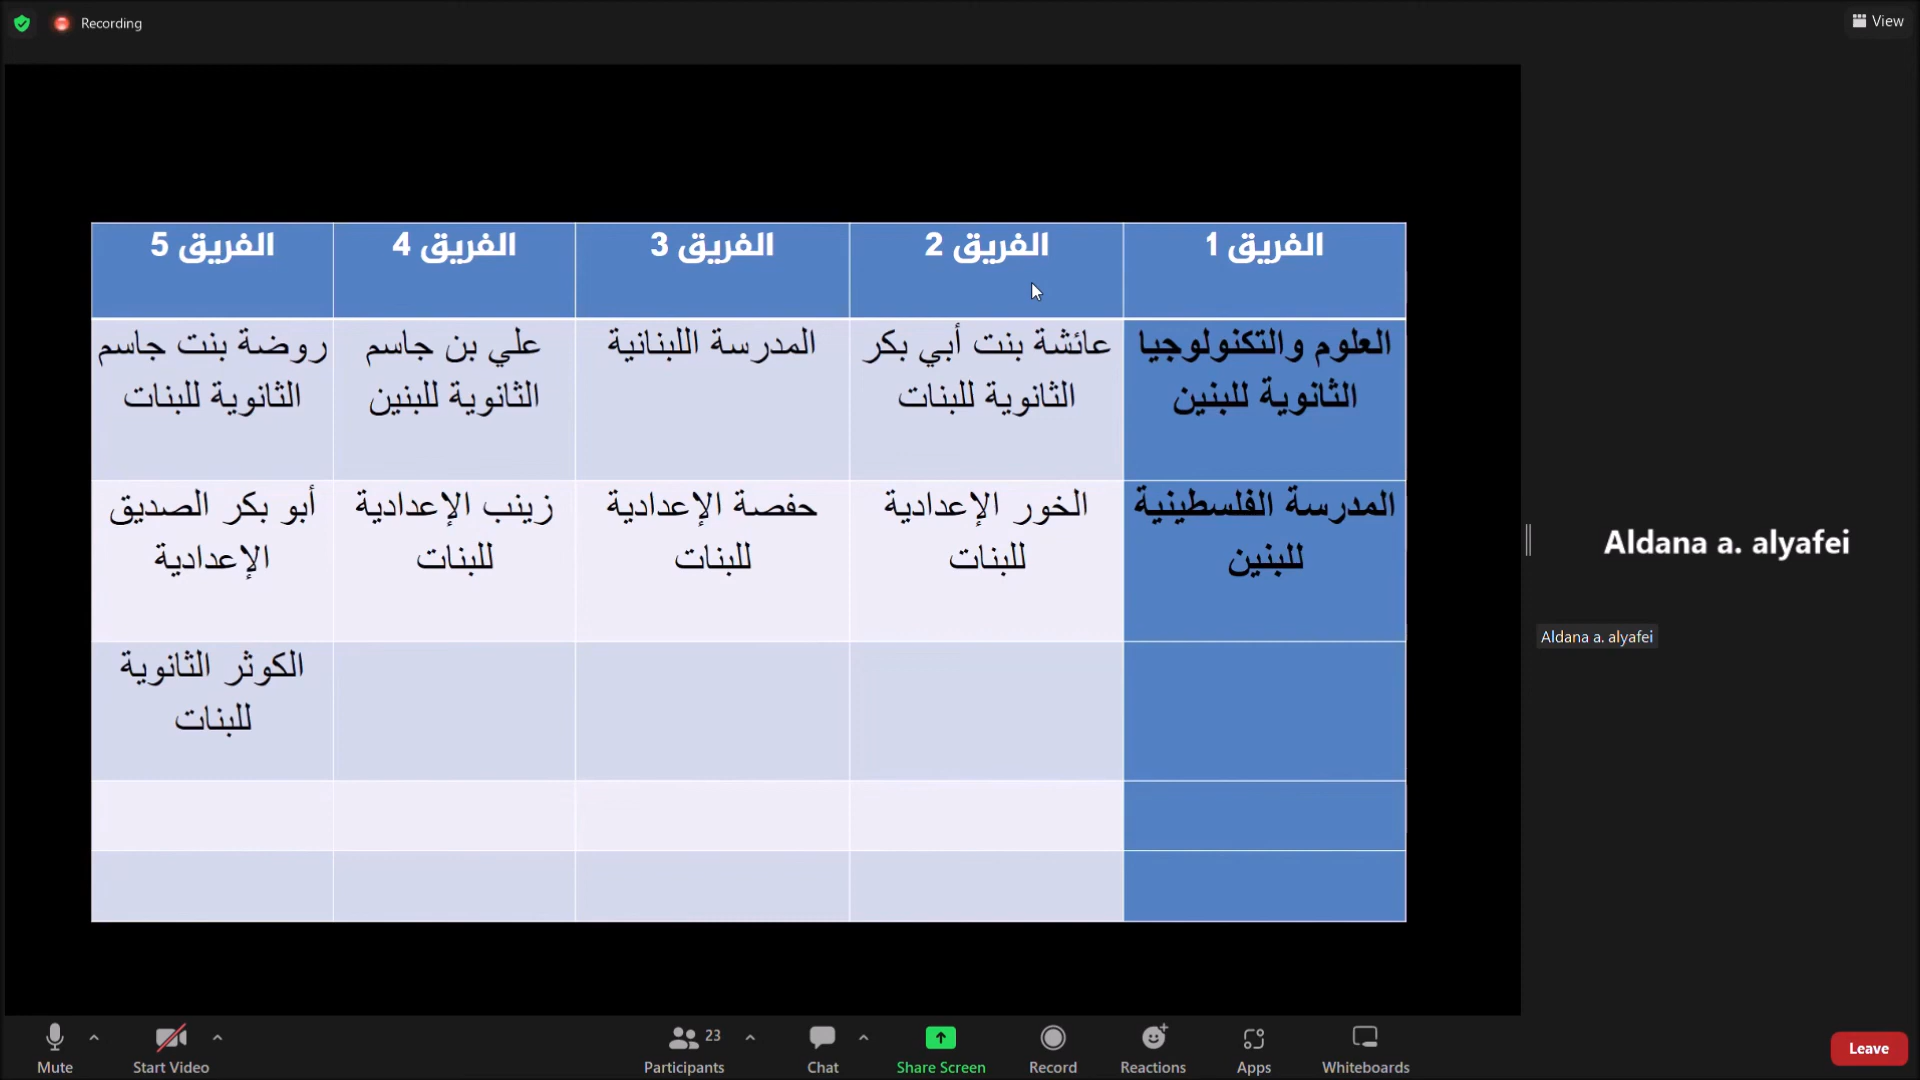 Recording
View
الفريق 1
الفريق 2
الفريق 3
الفريق 4
الفريق 5
العلوم والتكنولوجيا
الثانوية للبنين
عائشة بنت أبي بكر
الثانوية للبنات
المدرسة اللبنانية
علي بن جاسم
الثانوية للبنين
روضة بنت جاسم
الثانوية للبنات
المدرسة الفلسطينية
للبنين
الخور الإعدادية
للبنات
حفصة الإعدادية
للبنات
زينب الإعدادية
للبنات
أبو بكر الصديق
الإعدادية
الكوثر الثانوية
للبنات
Aldana a. alyafei
Aldana a. alyafei
Mute
Start Video
23
Participants
Chat
Share Screen
Record
Reactions
Apps
Whiteboards
Leave